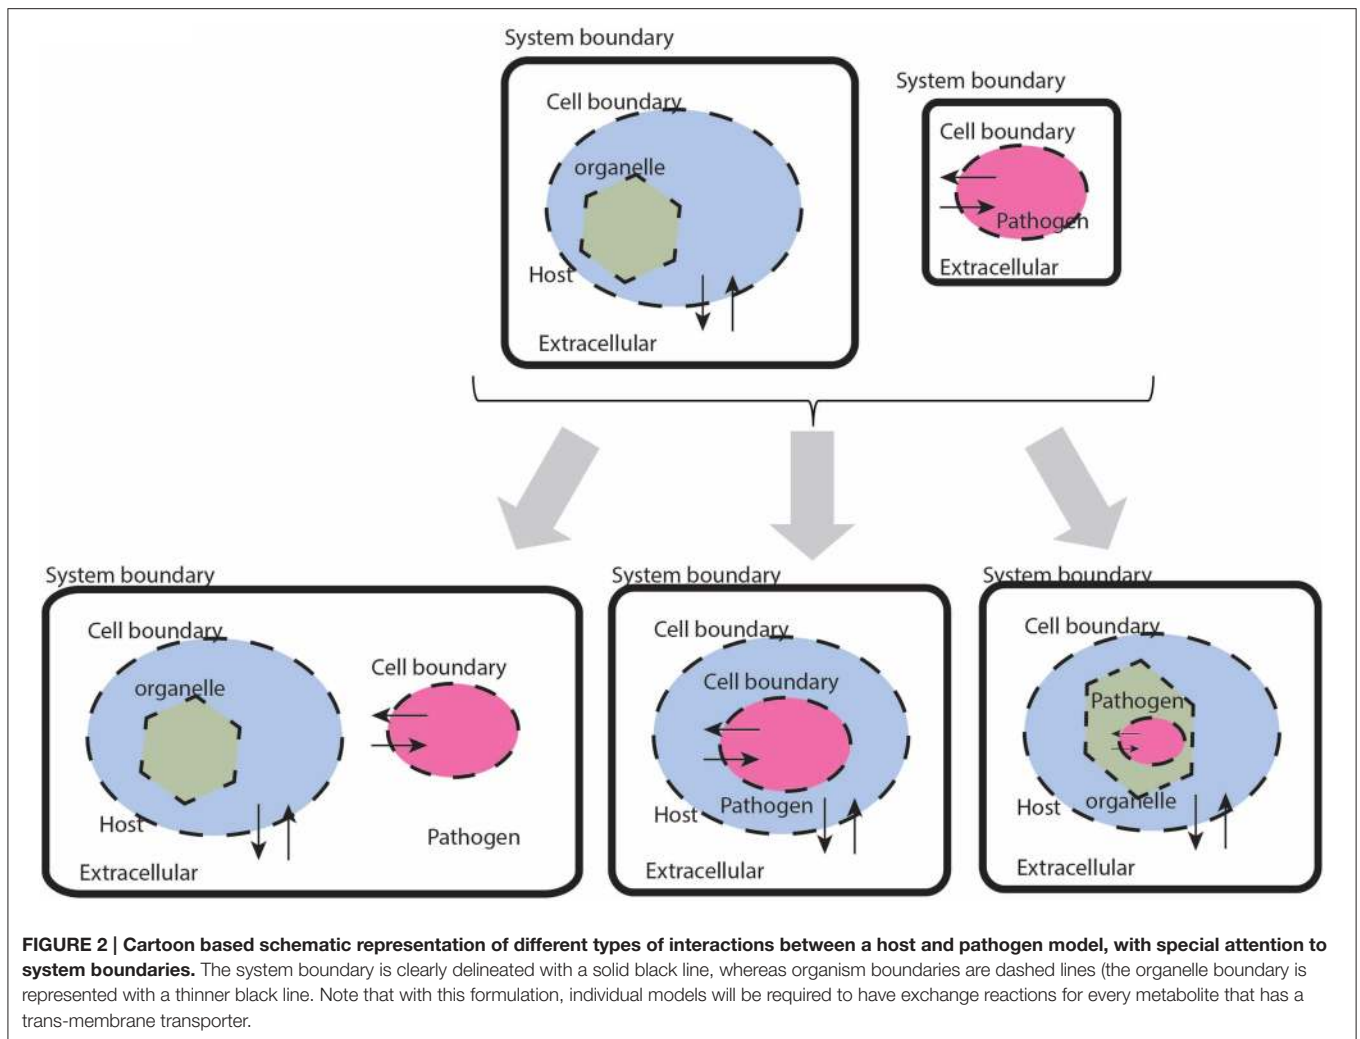 System boundary
System boundary
Cell boundary
Cell boundary
organelle
Pathogen
Host
Extracellular
Extracellular
System boundary
System boundary
System boundary
Cell boundary
organelle
Cell boundary
Host
Pathogen
Extracellular
Cell boundary
Cell boundary
Pathogen
Host
Extracellular
Cell boundary
Pathogen
organelle
Host
Extracellular
FIGURE 2 | Cartoon based schematic representation of different types of interactions between a host and pathogen model, with special attention to
system boundaries. The system boundary is clearly delineated with a solid black line, whereas organism boundaries are dashed lines (the organelle boundary is
represented with a thinner black line. Note that with this formulation, individual models will be required to have exchange reactions for every metabolite that has a
trans-membrane transporter.